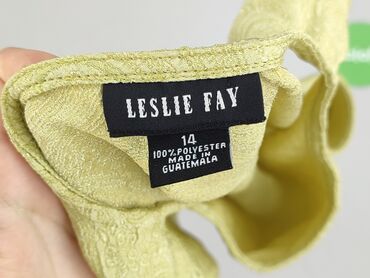 LESLIE FAY
14
100% POLYESTER
MADE IN
GUATEMALA